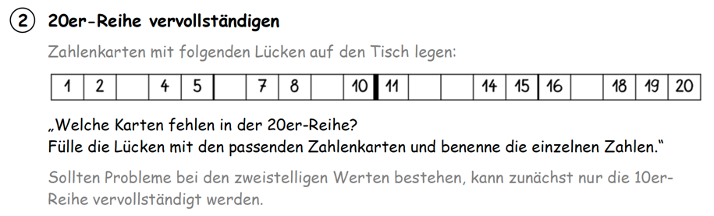 2 20er-Reihe vervollständigen
Zahlenkarten mit folgenden Lücken auf den Tisch legen:
1 2 4 5 7 8 10 11 14 15 16 18 19 20
„Welche Karten fehlen in der 20er-Reihe?
Fülle die Lücken mit den passenden Zahlenkarten und benenne die einzelnen Zahlen.“
Sollten Probleme bei den zweistelligen Werten bestehen, kann zunächst nur die 10er-
Reihe vervollständigt werden.